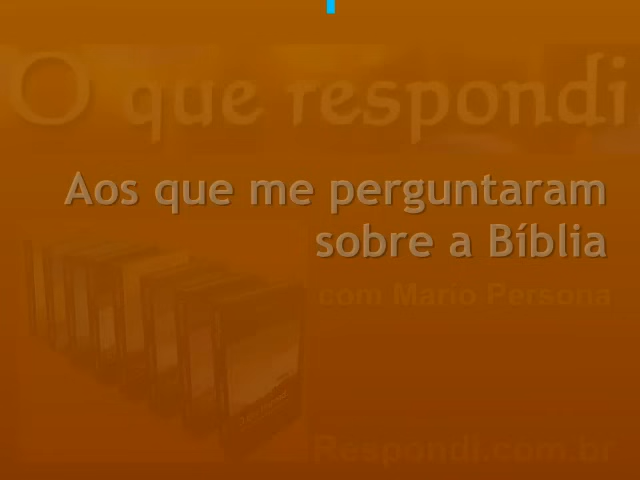 O que respondi
Aos que me perguntaram
sobre a Bíblia
com Mario Persona
Respondi.com.br